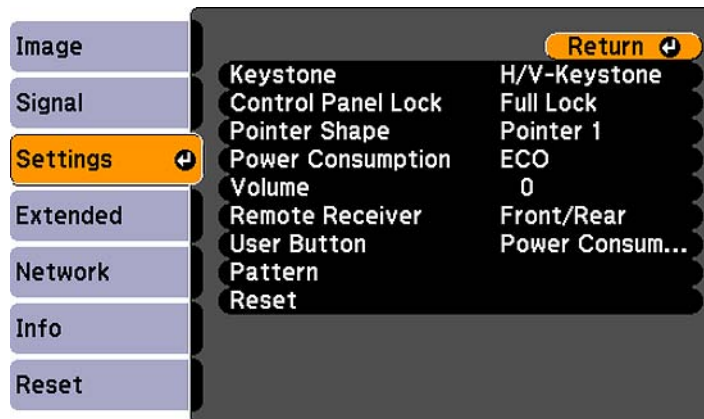 Image
Signal
Settings
Extended
Network
Info
Reset
Return
Keystone H/V-Keystone
Control Panel Lock Full Lock
Pointer Shape Pointer 1
Power Consumption ECO
Volume 0
Remote Receiver Front/Rear
User Button Power Consum...
Pattern
Reset